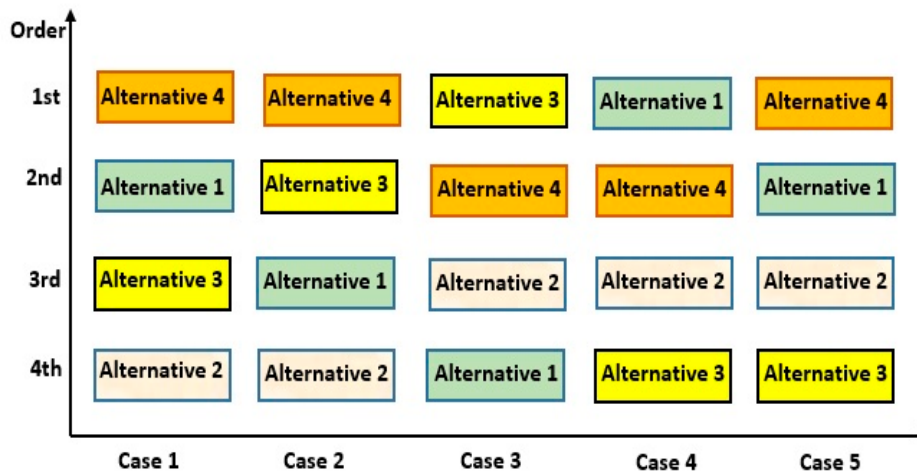 Order
1st
Alternative 4
Alternative 4
Alternative 3
Alternative 1
Alternative 4
2nd
Alternative 1
Alternative 3
Alternative 4
Alternative 4
Alternative 1
3rd
Alternative 3
Alternative 1
Alternative 2
Alternative 2
Alternative 2
4th
Alternative 2
Alternative 2
Alternative 1
Alternative 3
Alternative 3
Case 1
Case 2
Case 3
Case 4
Case 5